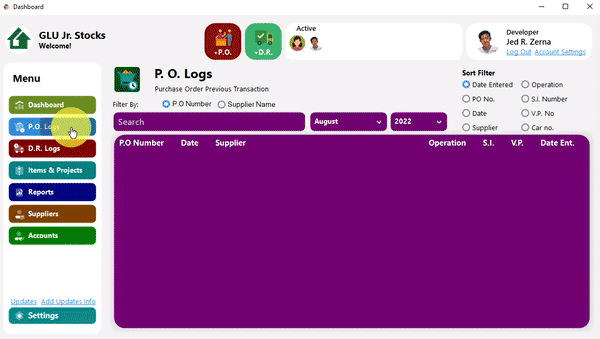 Dashboard
GLU Jr. Stocks
Welcome!
+P.O.
+D.R.
Active
Developer
Jed R. Zerna
Log Out Account Settings
Menu
Dashboard
P.O. Logs
D.R. Logs
Items & Projects
Reports
Suppliers
Accounts
Updates Add Updates Info
Settings
P. O. Logs
Purchase Order Previous Transaction
Filter By: P.O Number Supplier Name
Sort Filter
Date Entered Operation
PO No. S.I. Number
Date V.P. No
Supplier Car no.
Search August 2022
P.O Number Date Supplier Operation S.I. V.P. Date Ent.